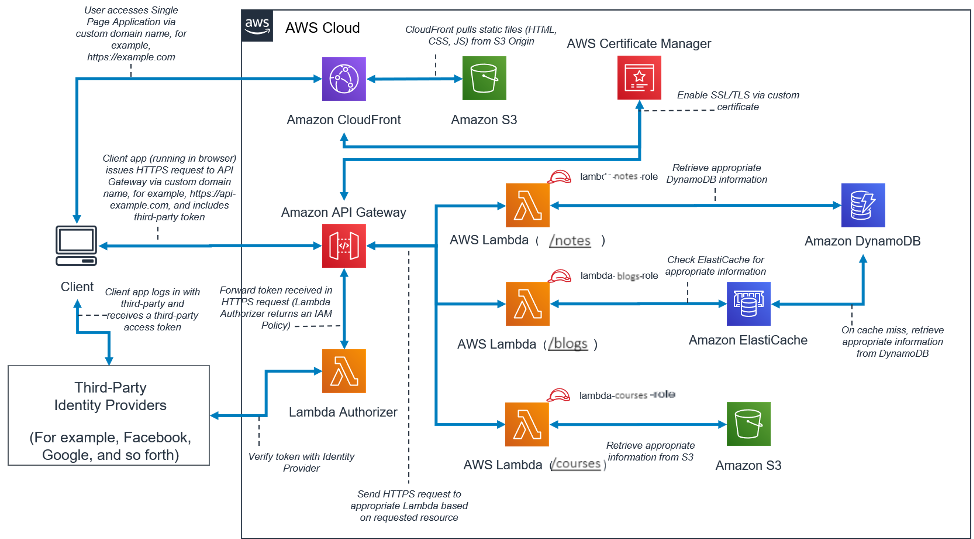 User accesses Single
Page Application via
custom domain name, for
example,
https://example.com
aws
AWS Cloud
CloudFront pulls static files (HTML,
CSS, JS) from S3 Origin
AWS Certificate Manager
Enable SSL/TLS via custom
certificate
Amazon CloudFront
Amazon S3
Client app (running in browser)
issues HTTPS request to API
Gateway via custom domain
name, for example, https://api-
example.com, and includes
third-party token
Amazon API Gateway
lambda-notes-role
Retrieve appropriate
DynamoDB information
AWS Lambda ( /notes )
Amazon DynamoDB
Client
Client app logs in with
third-party and
receives a third-party
access token
Forward token received in
HTTPS request (Lambda
Authorizer returns an IAM
Policy)
lambda- blogs-role
Check ElastiCache for
appropriate information
AWS Lambda (/blogs )
Amazon ElastiCache
On cache miss, retrieve
appropriate information
from DynamoDB
Third-Party
Identity Providers
(For example, Facebook,
Google, and so forth)
Lambda Authorizer
Verify token with Identity
Provider
lambda-courses-role
AWS Lambda (/courses)
Retrieve appropriate
information from S3
Amazon S3
Send HTTPS request to
appropriate Lambda based
on requested resource